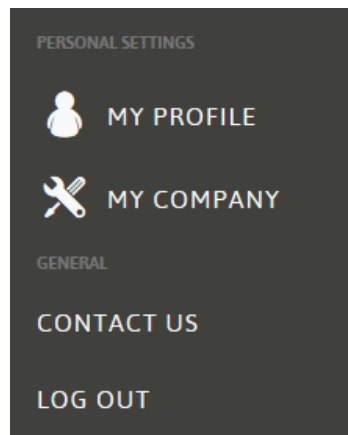 PERSONAL SETTINGS
MY PROFILE
MY COMPANY
GENERAL
CONTACT US
LOG OUT